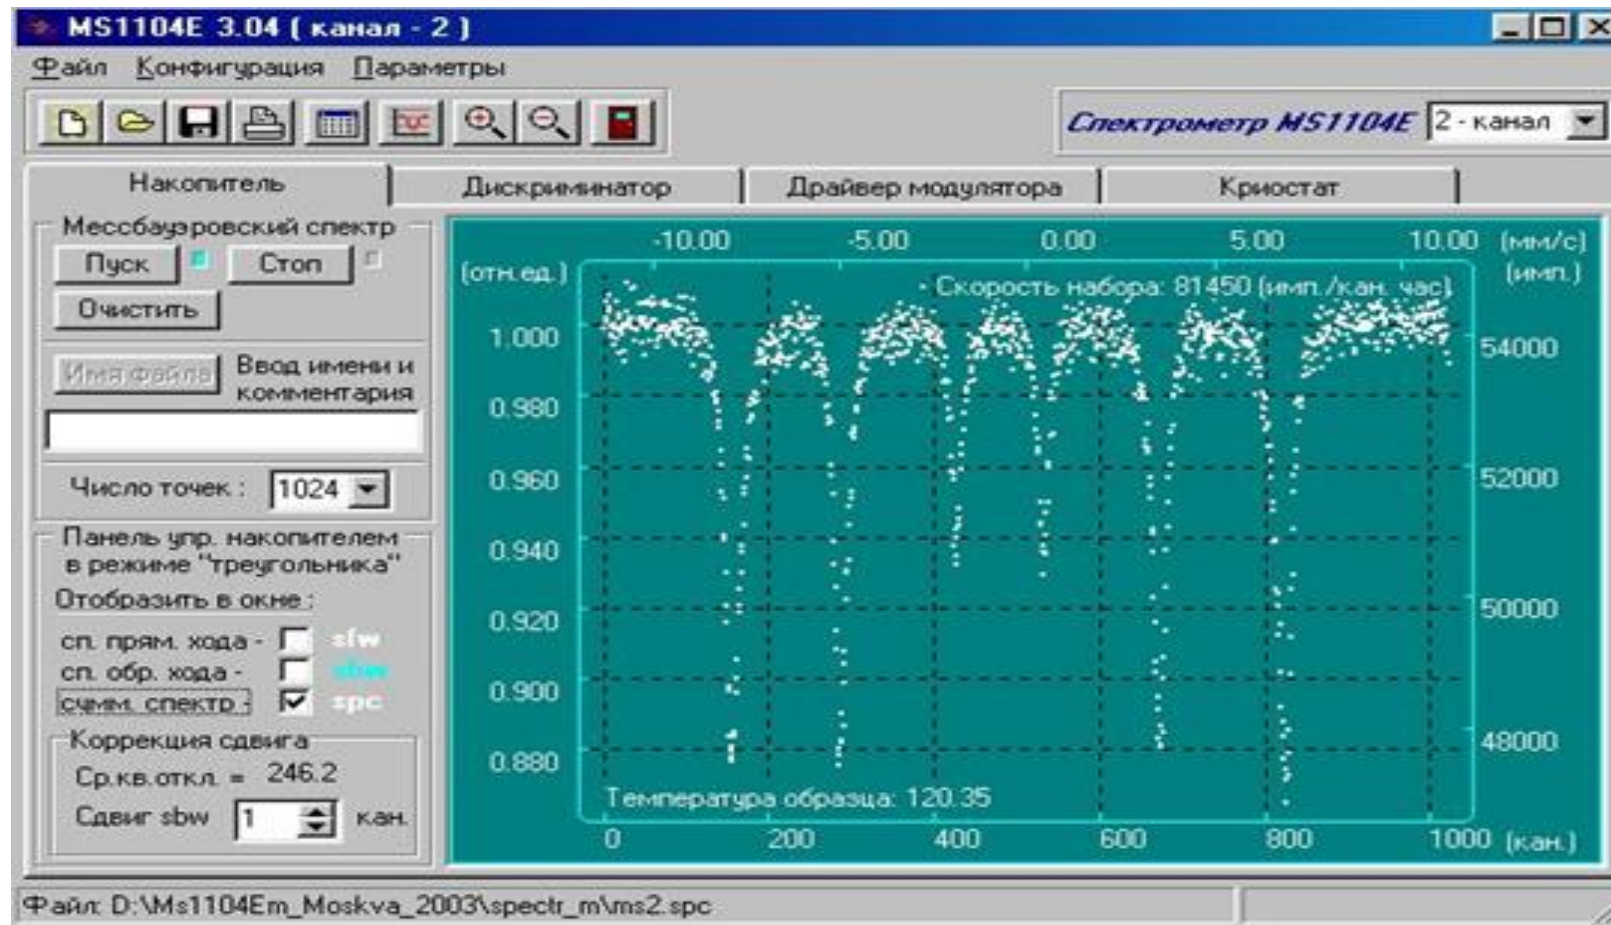 MS1104E 3.04 ( канал - 2 )
Файл Конфигурация Параметры
Спектрометр MS1104E 2 - канал
Накопитель Дискриминатор Драйвер модулятора Криостат
Мессбауэровский спектр
Пуск Стоп
Очистить
Имя файла
Ввод имени и
комментария
Число точек : 1024
Панель упр. накопителем
в режиме "треугольника"
Отобразить в окне :
сп. прям. хода - sfw
сп. обр. хода - sbw
сумм. спектр - spc
Коррекция сдвига
Ср.кв.откл. = 246.2
Сдвиг sbw 1 кан.
-10.00 -5.00 0.00 5.00 10.00 (мм/с)
(отн.ед.) (имп.)
Скорость набора: 81450 (имп./кан. час)
1.000 54000
0.980
0.960 52000
0.940
0.920 50000
0.900
0.880 48000
Температура образца: 120.35
0 200 400 600 800 1000 (кан.)
Файл: D:\Ms1104Em_Moskva_2003\spectr_m\ms2.spc